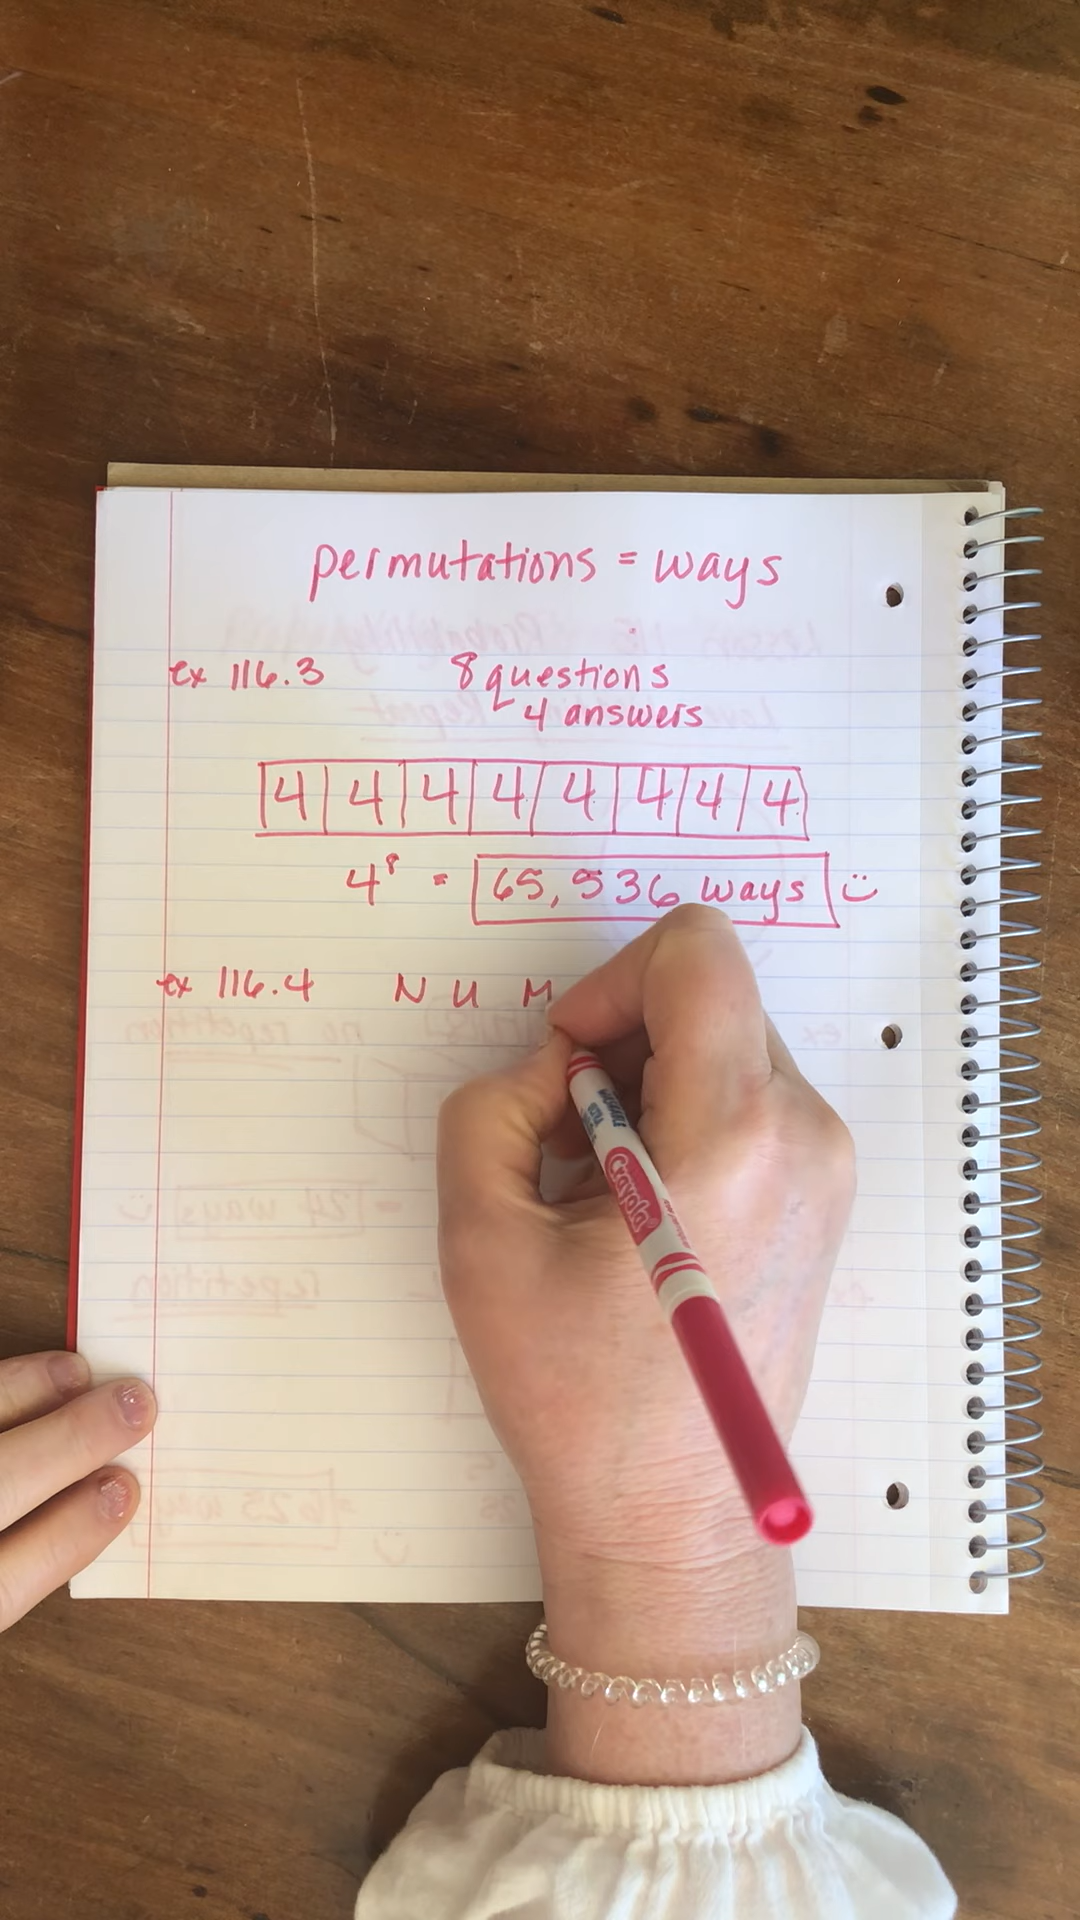 permutations = ways
ex 116.3 8 questions
4 answers
4 4 4 4 4 4 4 4
4⁸ = 65,536 ways :)
ex 116.4 N U M
Crayola